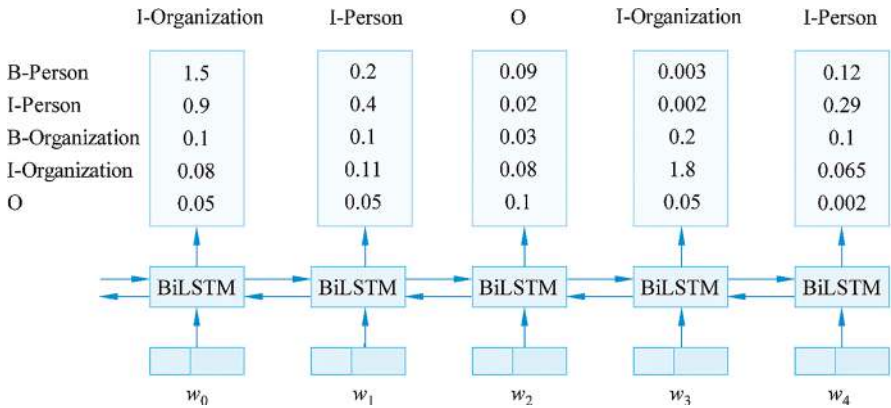 I-Organization I-Person O I-Organization I-Person
B-Person 1.5 0.2 0.09 0.003 0.12
I-Person 0.9 0.4 0.02 0.002 0.29
B-Organization 0.1 0.1 0.03 0.2 0.1
I-Organization 0.08 0.11 0.08 1.8 0.065
O 0.05 0.05 0.1 0.05 0.002
BiLSTM BiLSTM BiLSTM BiLSTM BiLSTM
w₀ w₁ w₂ w₃ w₄